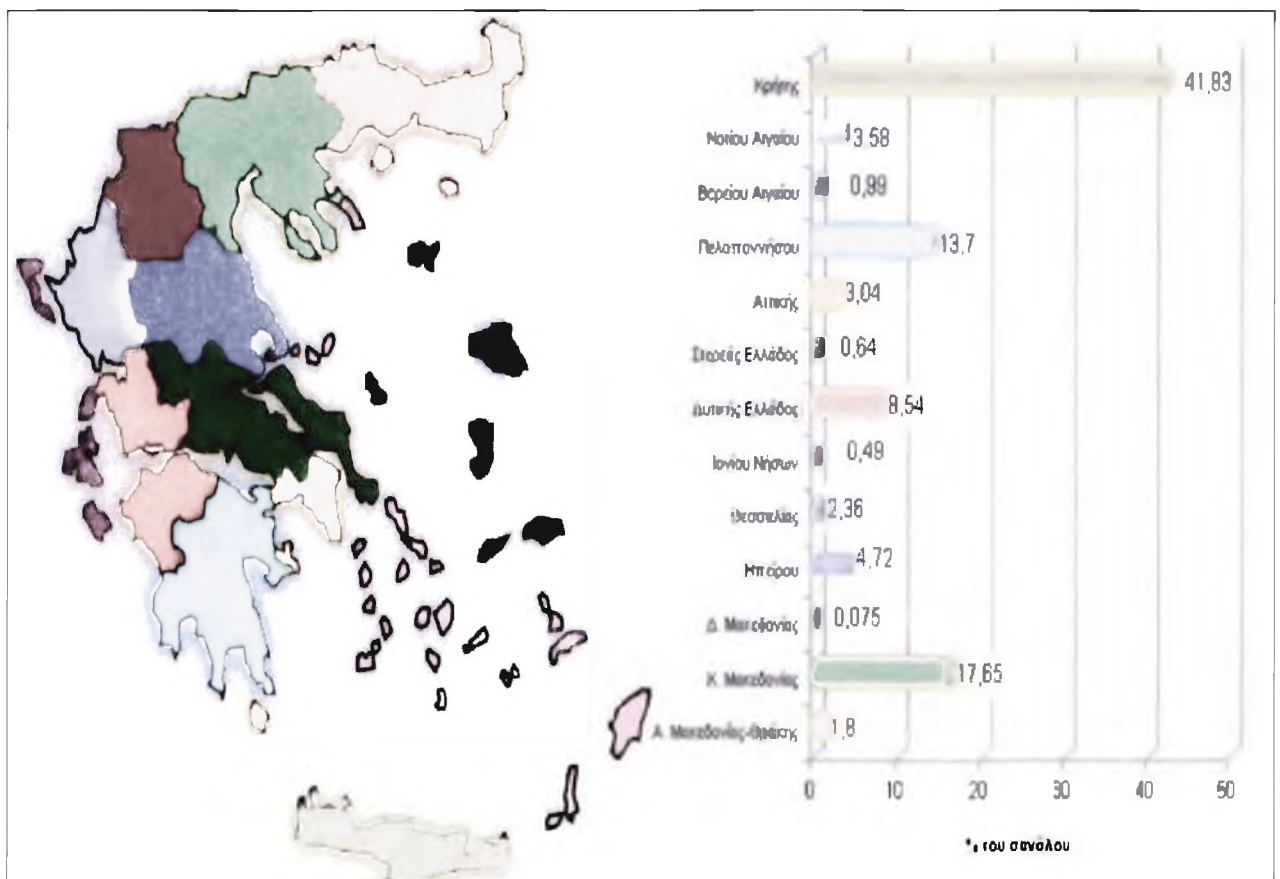 Κρήτης 41,83
Νοτίου Αιγαίου 3,58
Βορείου Αιγαίου 0,99
Πελοποννήσου 13,7
Αττικής 3,04
Στερεάς Ελλάδος 0,64
Δυτικής Ελλάδος 8,54
Ιονίου Νήσων 0,49
Θεσσαλίας 2,36
Ηπείρου 4,72
Δ. Μακεδονίας 0,075
Κ. Μακεδονίας 17,65
Α. Μακεδονίας-Θράκης 1,8
0 10 20 30 40 50
% του συνόλου